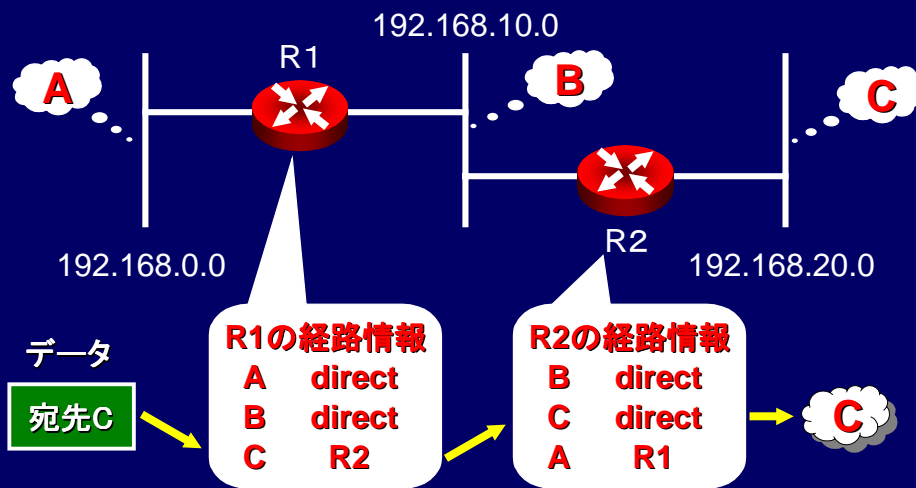 192.168.10.0
R1
A
B
C
R2
192.168.0.0
192.168.20.0
データ
宛先C
R1の経路情報
A direct
B direct
C R2
R2の経路情報
B direct
C direct
A R1
C